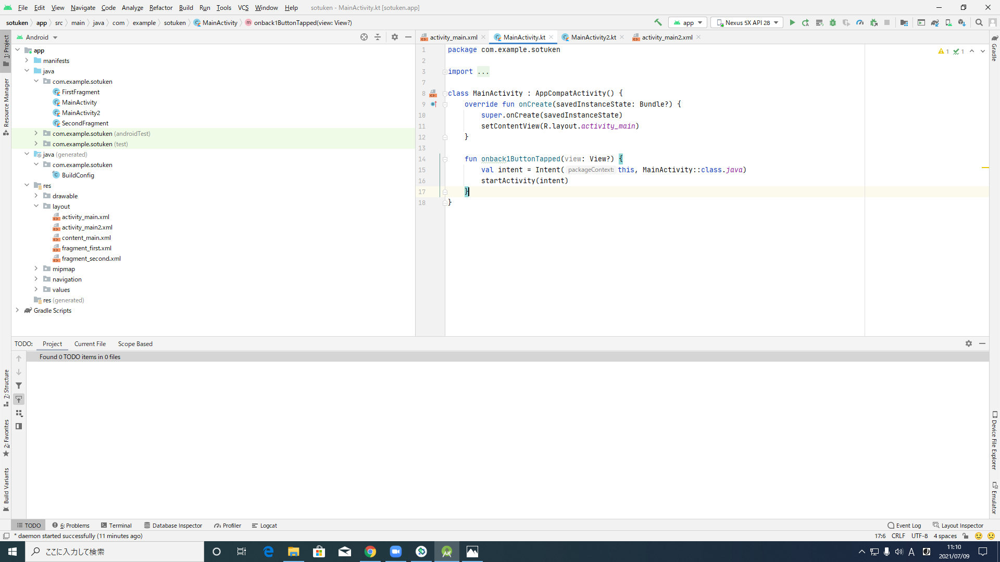 File Edit View Navigate Code Analyze Refactor Build Run Tools VCS Window Help sotuken - MainActivity.kt [sotuken.app]
sotuken app src main java com example sotuken MainActivity onback1ButtonTapped(view: View?) app Nexus 5X API 28
Android
activity_main.xml MainActivity.kt MainActivity2.kt activity_main2.xml
1: Project
Resource Manager
7: Structure
2: Favorites
Build Variants
app
manifests
java
com.example.sotuken
FirstFragment
MainActivity
MainActivity2
SecondFragment
com.example.sotuken (androidTest)
com.example.sotuken (test)
java (generated)
com.example.sotuken
BuildConfig
res
drawable
layout
activity_main.xml
activity_main2.xml
content_main.xml
fragment_first.xml
fragment_second.xml
mipmap
navigation
values
res (generated)
Gradle Scripts
1 package com.example.sotuken
2
3 import ...
7
8 class MainActivity : AppCompatActivity() {
9 override fun onCreate(savedInstanceState: Bundle?) {
10 super.onCreate(savedInstanceState)
11 setContentView(R.layout.activity_main)
12 }
13
14 fun onback1ButtonTapped(view: View?) {
15 val intent = Intent( packageContext: this, MainActivity::class.java)
16 startActivity(intent)
17 }
18 }
1 1
Gradle
Device File Explorer
Emulator
TODO: Project Current File Scope Based
Found 0 TODO items in 0 files
TODO 6: Problems Terminal Database Inspector Profiler Logcat Event Log Layout Inspector
* daemon started successfully (11 minutes ago) 17:6 CRLF UTF-8 4 spaces
ここに入力して検索
A
11:10
2021/07/09